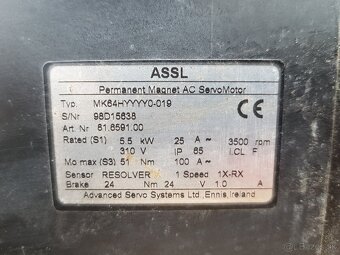 ASSL
Permanent Magnet AC ServoMotor
Typ. MK64HYYYY0-019
S/Nr 98D15638
Art. Nr 81.6591.00
Rated (S1) 5.5 kW 25 A~ 3500 rpm
310 V IP 65 I.CL F
Mo max (S3) 51 Nm 100 A~
Sensor RESOLVER 1 Speed 1X-RX
Brake 24 Nm 24 V 1.0 A
Advanced Servo Systems Ltd, Ennis, Ireland
CE